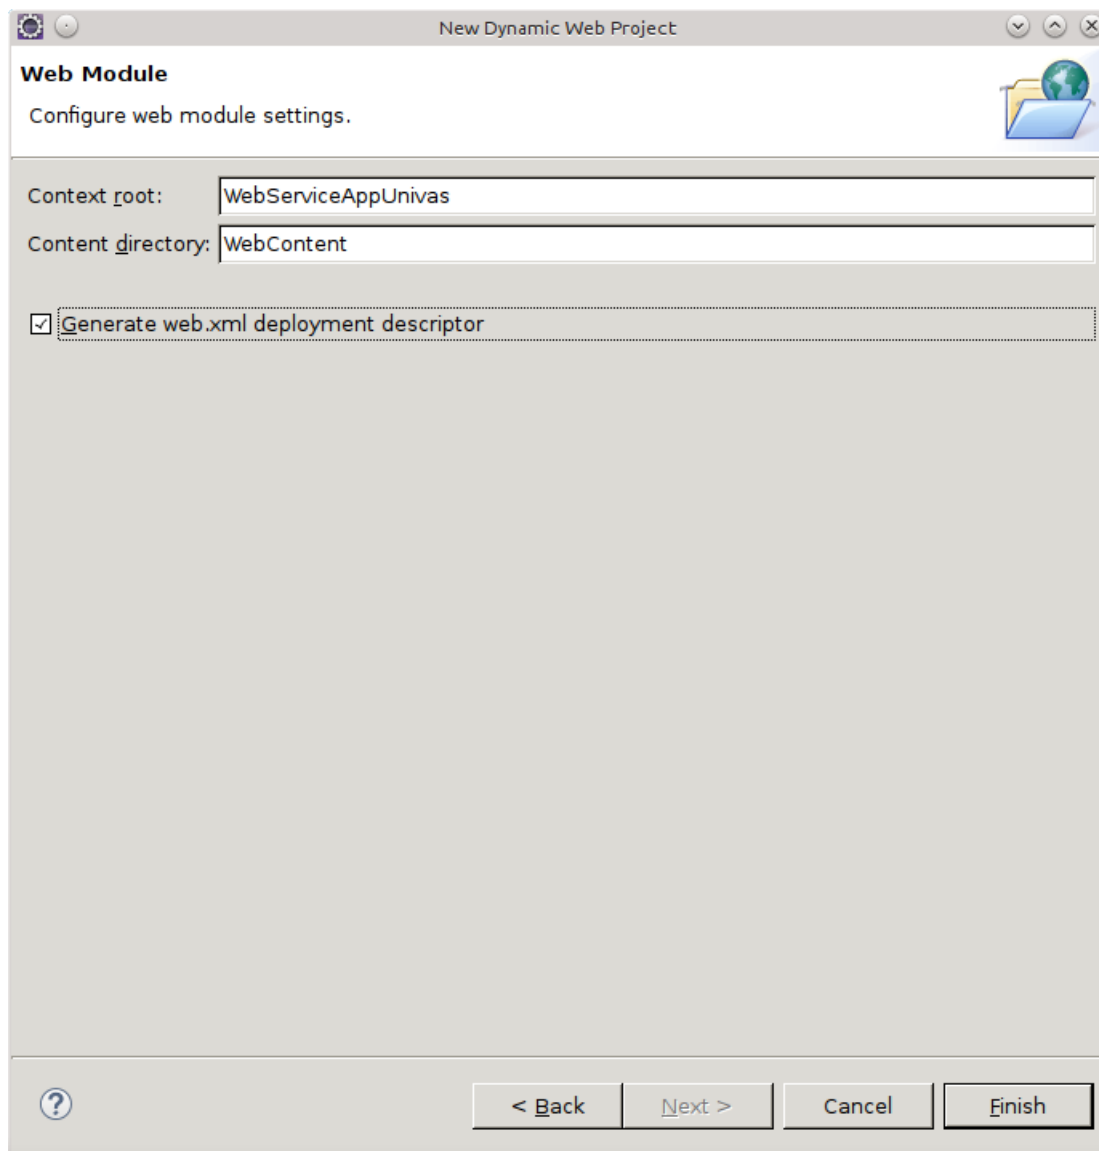 New Dynamic Web Project
Web Module
Configure web module settings.
Context root: WebServiceAppUnivas
Content directory: WebContent
Generate web.xml deployment descriptor
?
< Back Next > Cancel Finish